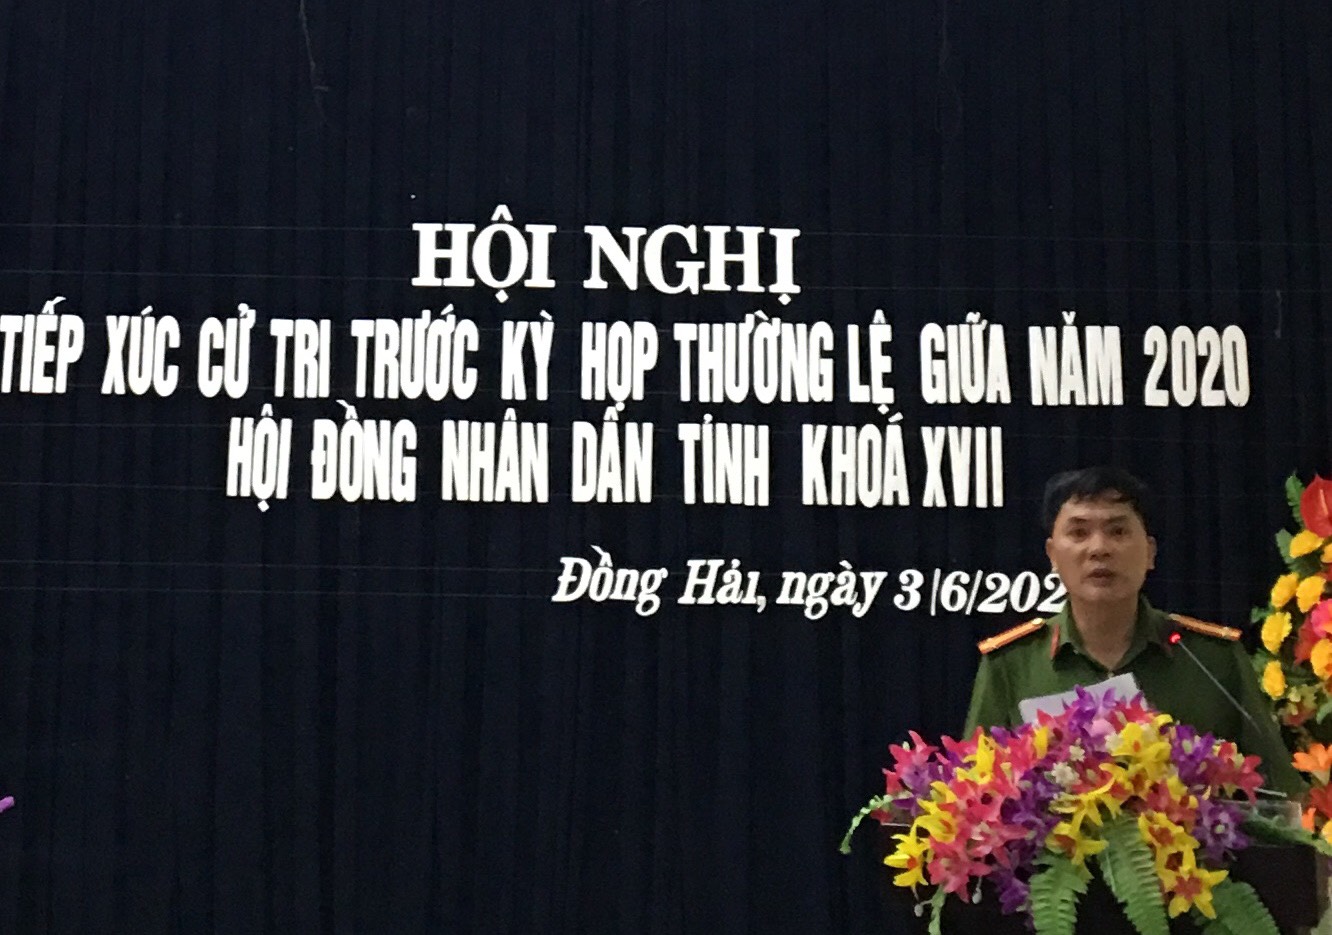 HỘI NGHỊ
TIẾP XÚC CỬ TRI TRƯỚC KỲ HỌP THƯỜNG LỆ GIỮA NĂM 2020
HỘI ĐỒNG NHÂN DÂN TỈNH KHOÁ XVII
Đồng Hải, ngày 3/6/202